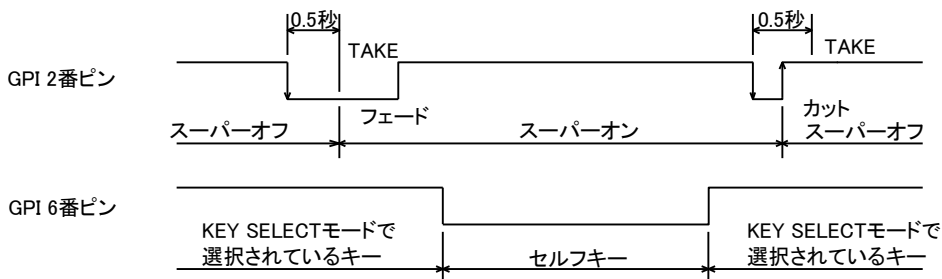 0.5秒
0.5秒
TAKE
TAKE
GPI 2番ピン
フェード
カット
スーパーオフ
スーパーオン
スーパーオフ
GPI 6番ピン
KEY SELECTモードで
選択されているキー
セルフキー
KEY SELECTモードで
選択されているキー